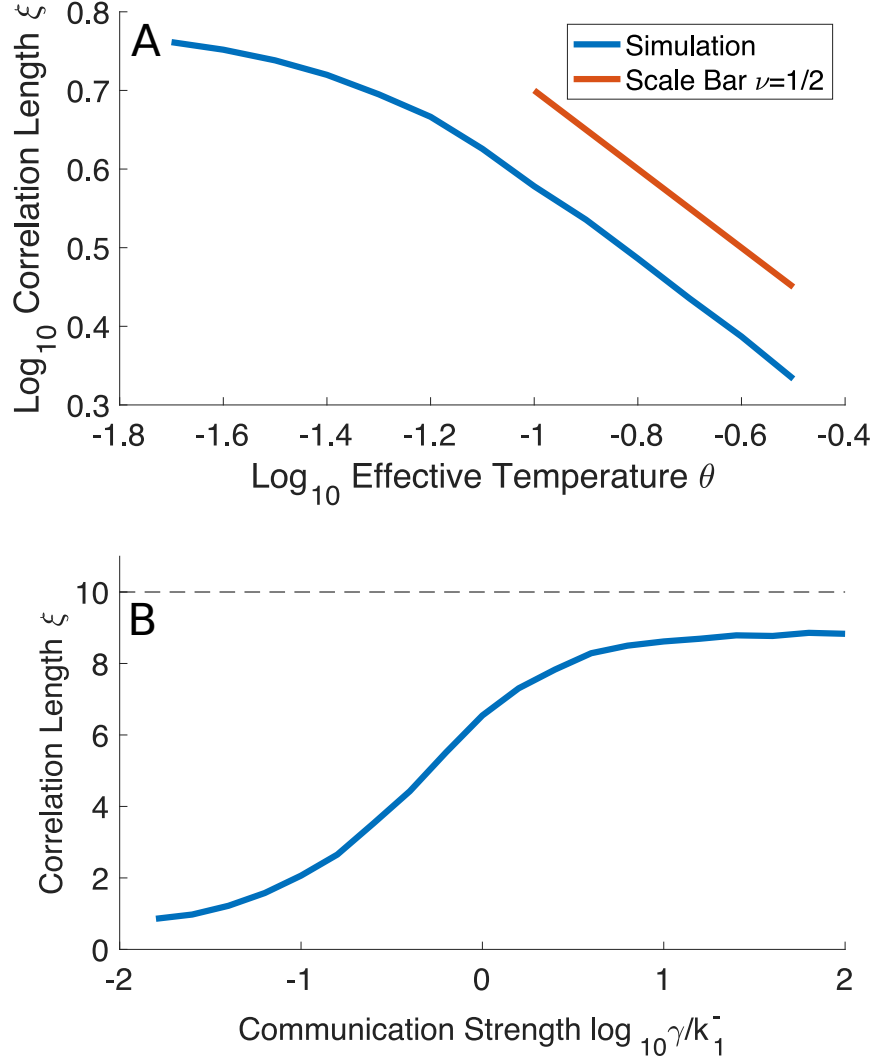 A
Simulation
Scale Bar ν=1/2
Log₁₀ Correlation Length ξ
0.8
0.7
0.6
0.5
0.4
0.3
-1.8 -1.6 -1.4 -1.2 -1 -0.8 -0.6 -0.4
Log₁₀ Effective Temperature θ
B
Correlation Length ξ
10
8
6
4
2
0
-2 -1 0 1 2
Communication Strength log ₁₀γ/k₁⁻